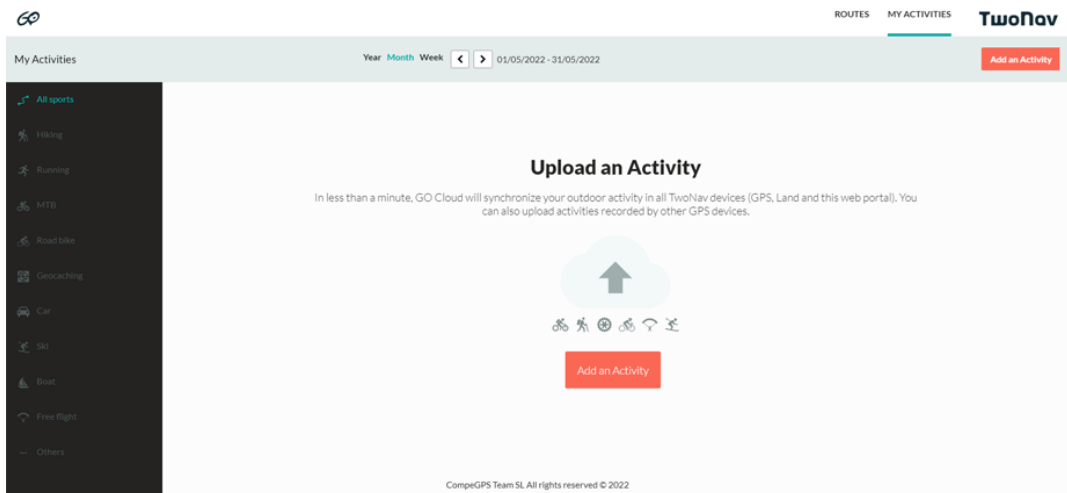 GO
ROUTES MY ACTIVITIES TwoNav
My Activities
Year Month Week 01/05/2022 - 31/05/2022
Add an Activity
All sports
Hiking
Running
MTB
Road bike
Geocaching
Car
Ski
Boat
Free flight
Others
Upload an Activity
In less than a minute, GO Cloud will synchronize your outdoor activity in all TwoNav devices (GPS, Land and this web portal). You
can also upload activities recorded by other GPS devices.
Add an Activity
CompeGPS Team SL All rights reserved © 2022